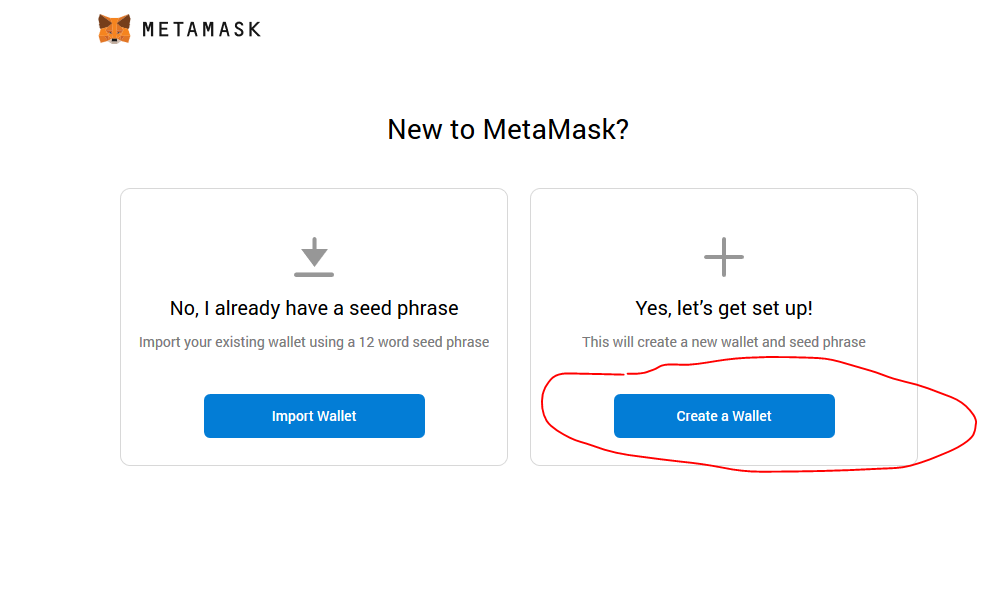 METAMASK
New to MetaMask?
No, I already have a seed phrase
Import your existing wallet using a 12 word seed phrase
Import Wallet
Yes, let’s get set up!
This will create a new wallet and seed phrase
Create a Wallet